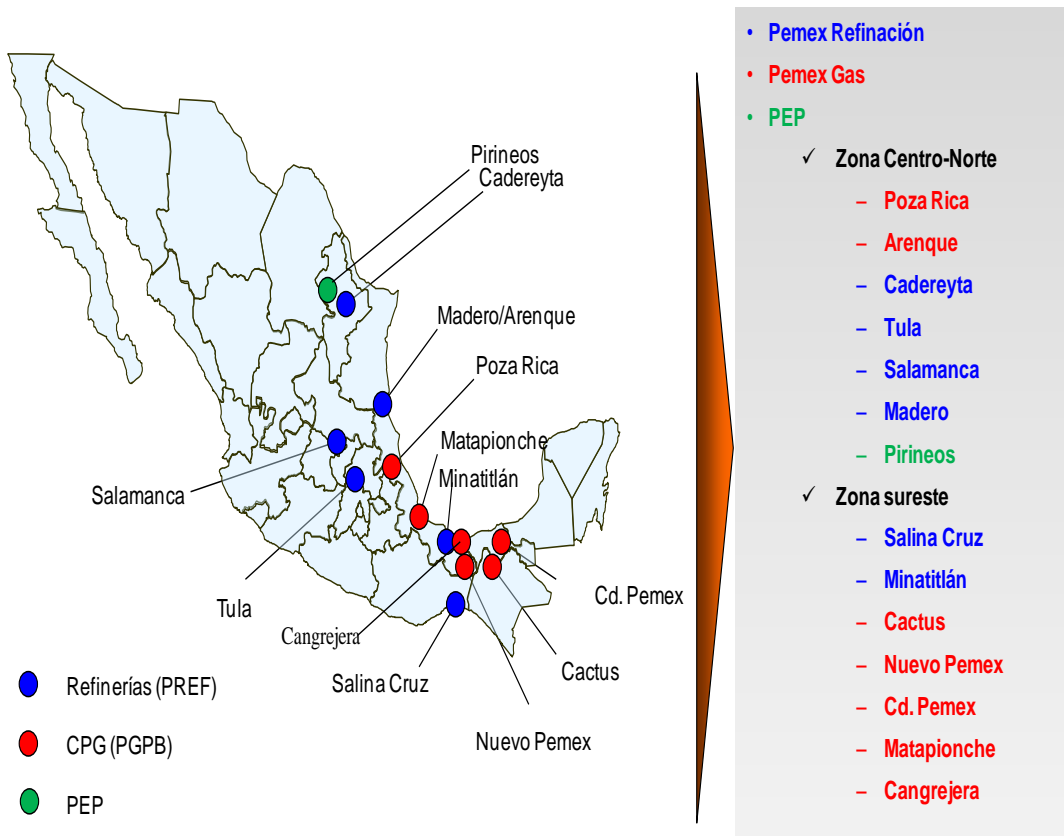 Pirineos
Cadereyta
Madero/Arenque
Poza Rica
Matapionche
Minatitlán
Salamanca
Tula
Cangrejera
Salina Cruz
Cd. Pemex
Cactus
Nuevo Pemex
Refinerías (PREF)
CPG (PGPB)
PEP
• Pemex Refinación
• Pemex Gas
• PEP
✓ Zona Centro-Norte
– Poza Rica
– Arenque
– Cadereyta
– Tula
– Salamanca
– Madero
– Pirineos
✓ Zona sureste
– Salina Cruz
– Minatitlán
– Cactus
– Nuevo Pemex
– Cd. Pemex
– Matapionche
– Cangrejera